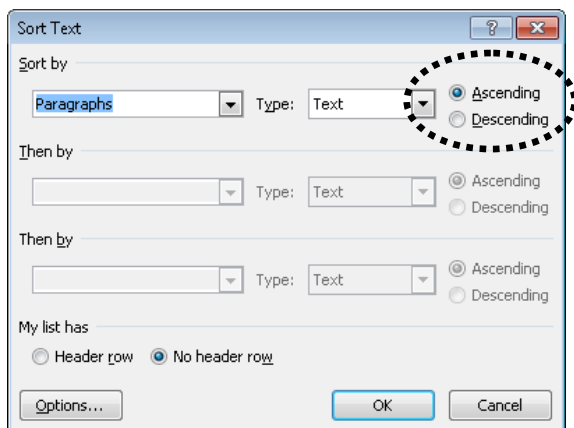 Sort Text
Sort by
Paragraphs Type: Text Ascending
Descending
Then by
Type: Text Ascending
Descending
Then by
Type: Text Ascending
Descending
My list has
Header row No header row
Options... OK Cancel